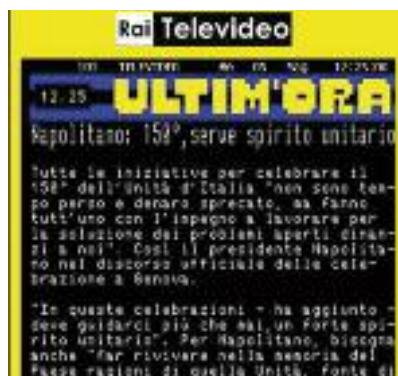 Rai Televideo
101 TELEVIDEO 05 Mag
12.25 ULTIM'ORA
Napolitano: 150°,serve spirito unitario
Tutte le iniziative per celebrare il
150° dell'Unità d'Italia "non sono tem-
po perso e denaro sprecato, ma fanno
tutt'uno con l'impegno a lavorare per
la soluzione dei problemi aperti dinan-
zi a noi". Così il presidente Napolita-
no nel discorso ufficiale delle cele-
brazione a Genova.
"In queste celebrazioni - ha aggiunto -
deve guidarci più che mai,un forte spi-
rito unitario". Per Napolitano, bisogna
anche "far rivivere nella memoria del
Paese ragioni di quella Unità, fonte di